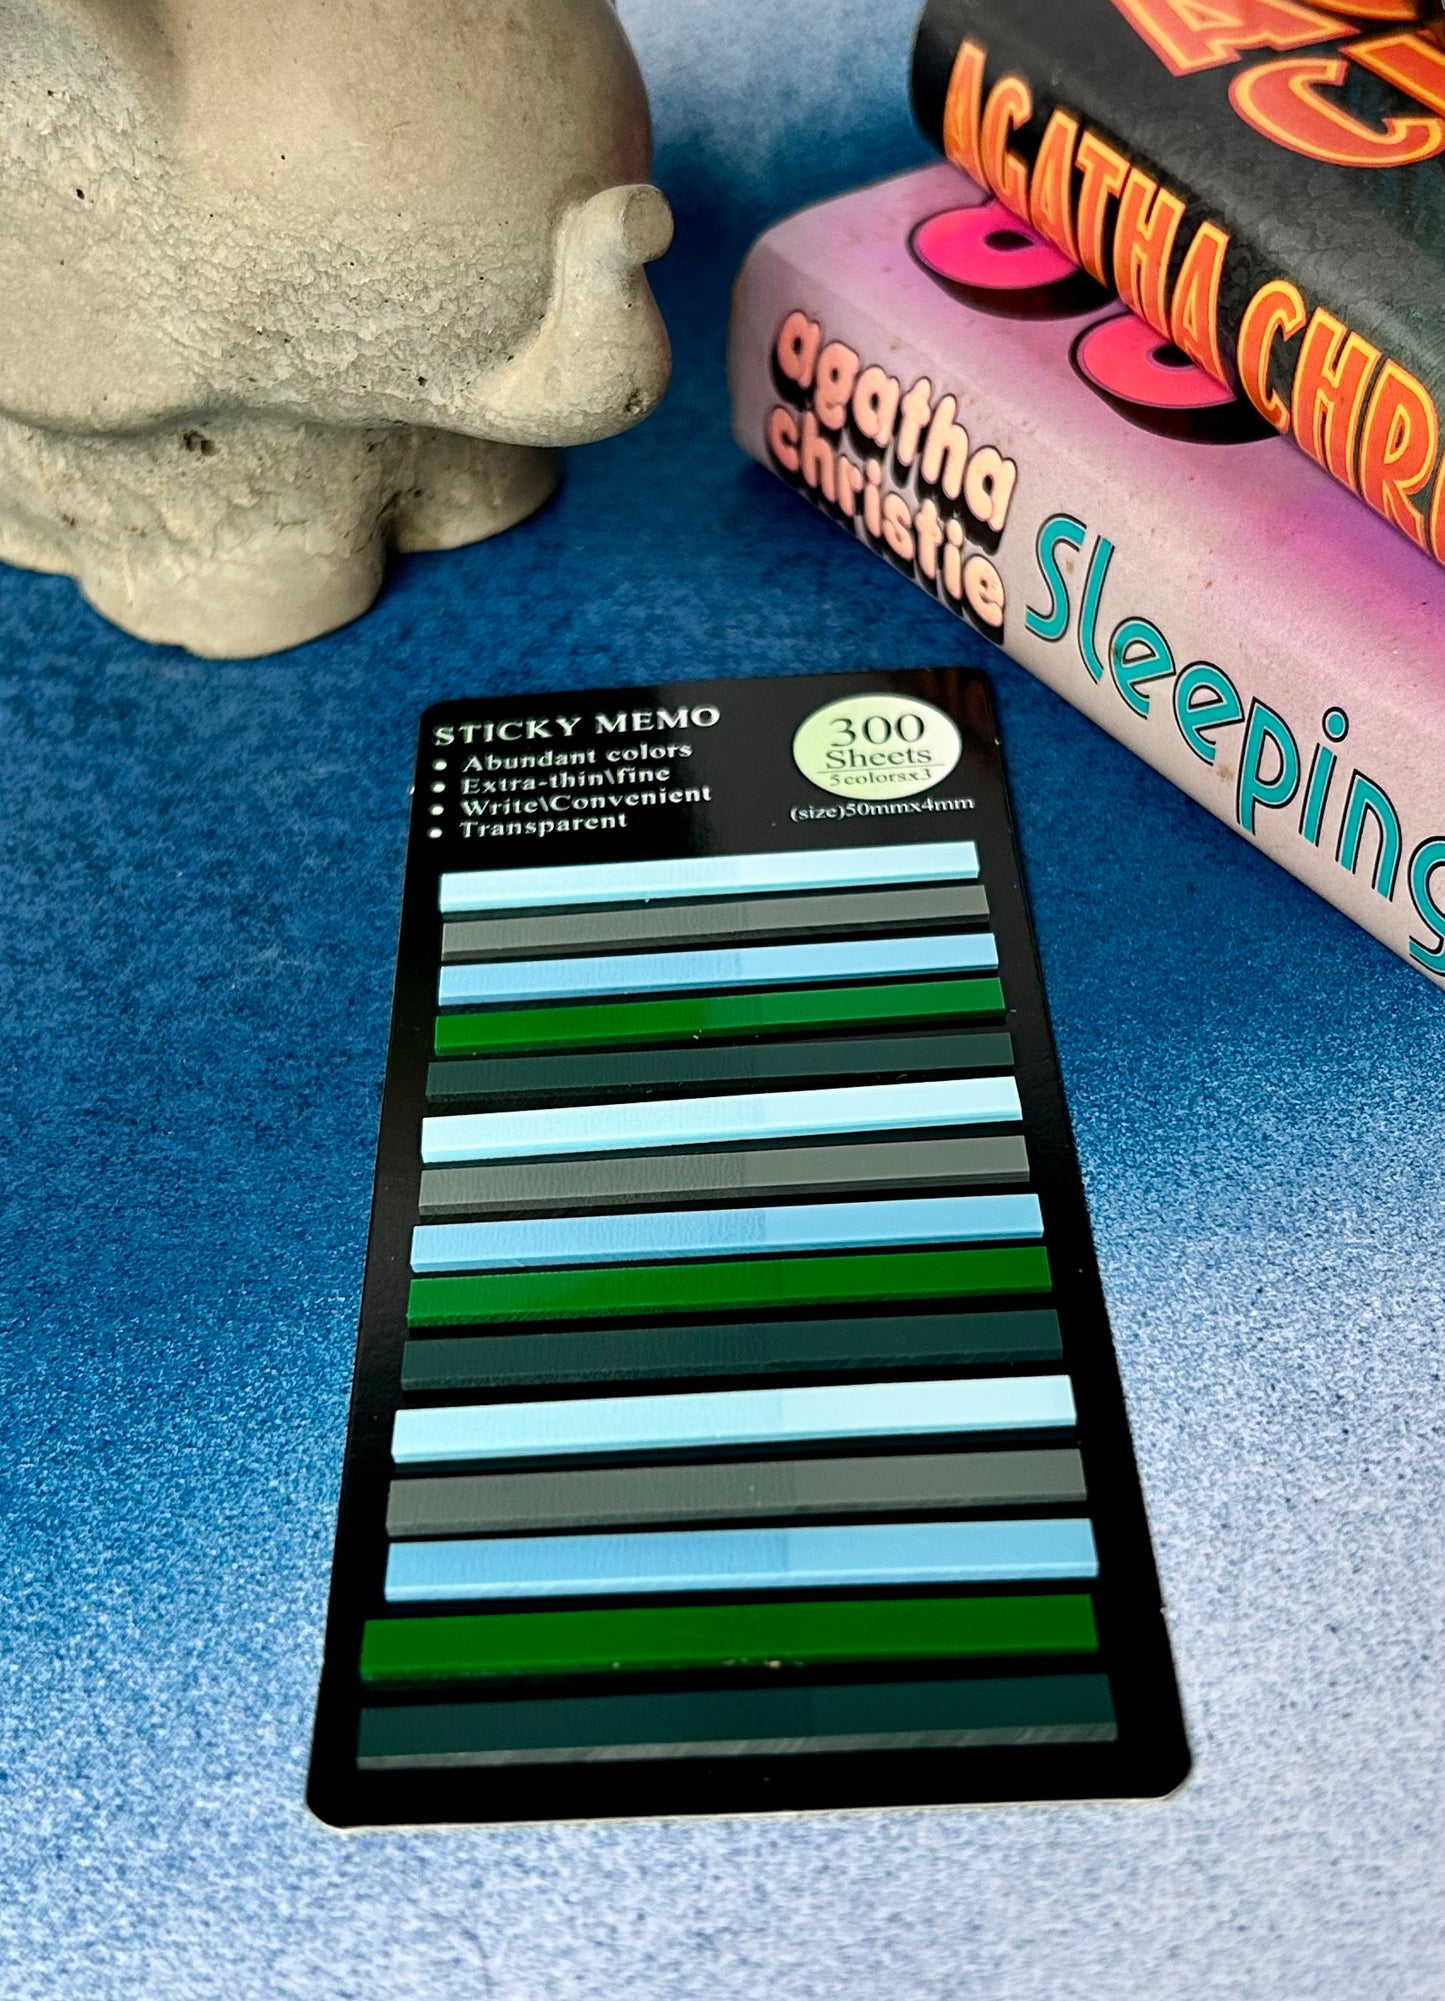 AGATHA CHR
agatha
christie
Sleeping
STICKY MEMO
• Abundant colors
• Extra-thin\fine
• Write\Convenient
• Transparent
300
Sheets
5colorsx3
(size)50mmx4mm